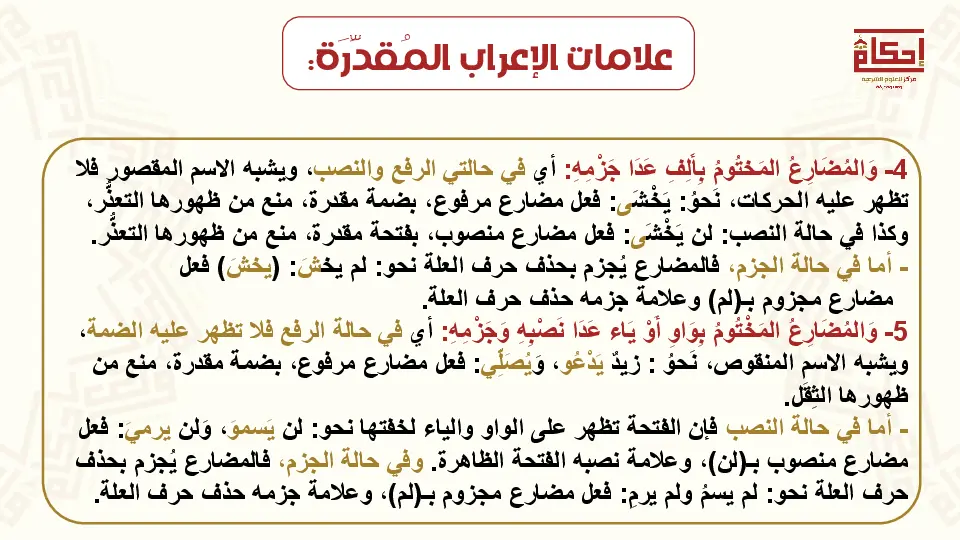 علامات الإعراب المُقدَّرة:
إحكام
مركز للعلوم الشرعية
4- وَالمُضَارِعُ المَختُومُ بِأَلِفِ عَدَا جَزْمِهِ: أي في حالتي الرفع والنصب، ويشبه الاسم المقصور فلا
تظهر عليه الحركات، نَحوُ: يَخْشَى: فعل مضارع مرفوع، بضمة مقدرة، منع من ظهورها التعذُّر،
وكذا في حالة النصب: لن يَخْشَى: فعل مضارع منصوب، بفتحة مقدرة، منع من ظهورها التعذُّر.
- أما في حالة الجزم، فالمضارع يُجزم بحذف حرف العلة نحو: لم يخشَ: (يخشَ) فعل
مضارع مجزوم بـ(لم) وعلامة جزمه حذف حرف العلة.
5- وَالمُضَارِعُ المَخْتُومُ بِوَاوِ أوْ يَاء عَدَا نَصْبِهِ وَجَزْمِهِ: أي في حالة الرفع فلا تظهر عليه الضمة،
ويشبه الاسم المنقوص، نَحوُ : زيدٌ يَدْعُو، وَيُصَلِّي: فعل مضارع مرفوع، بضمة مقدرة، منع من
ظهورها الثِقَل.
- أما في حالة النصب فإن الفتحة تظهر على الواو والياء لخفتها نحو: لن يَسموَ، وَلن يرميَ: فعل
مضارع منصوب بـ(لن)، وعلامة نصبه الفتحة الظاهرة. وفي حالة الجزم، فالمضارع يُجزم بحذف
حرف العلة نحو: لم يسمُ ولم يرمِ: فعل مضارع مجزوم بـ(لم)، وعلامة جزمه حذف حرف العلة.